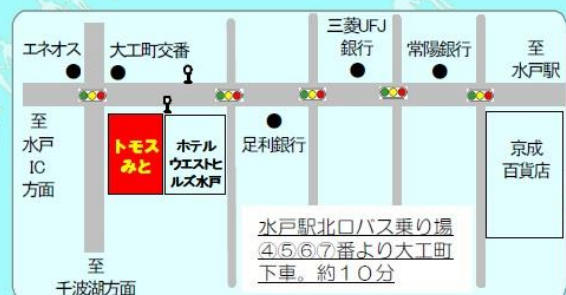 三菱UFJ
銀行
エネオス
大工町交番
常陽銀行
至
水戸駅
至
水戸
IC
方面
トモス
みと
ホテル
ウエストヒ
ルズ水戸
足利銀行
京成
百貨店
水戸駅北口バス乗り場
④⑤⑥⑦番より大工町
下車。約10分
至
千波湖方面